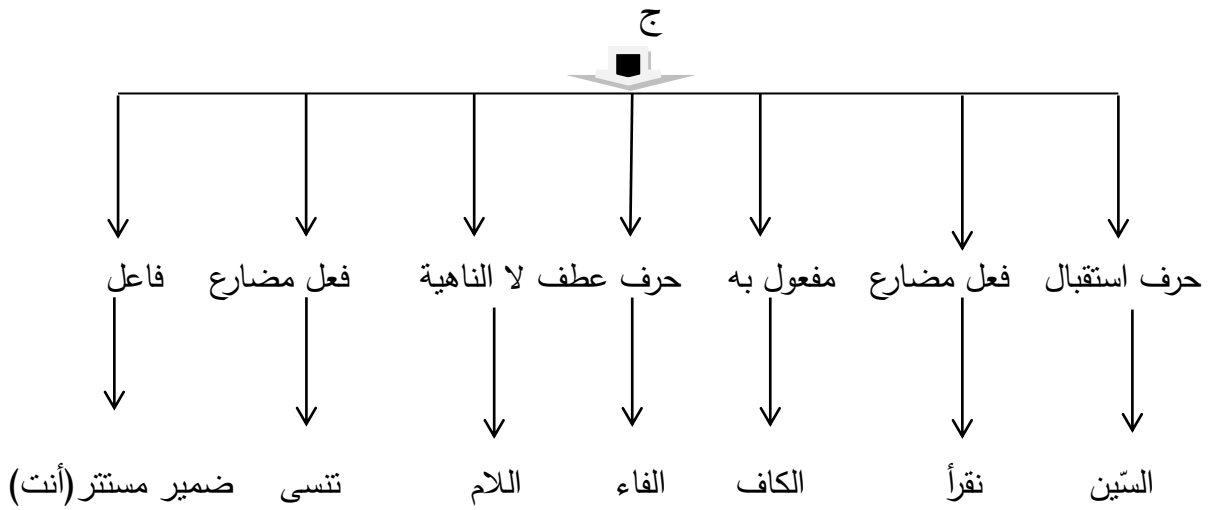 ج
حرف استقبال فعل مضارع مفعول به حرف عطف لا الناهية فعل مضارع فاعل
السّين نقرأ الكاف الفاء اللام تنسى ضمير مستتر (أنت)